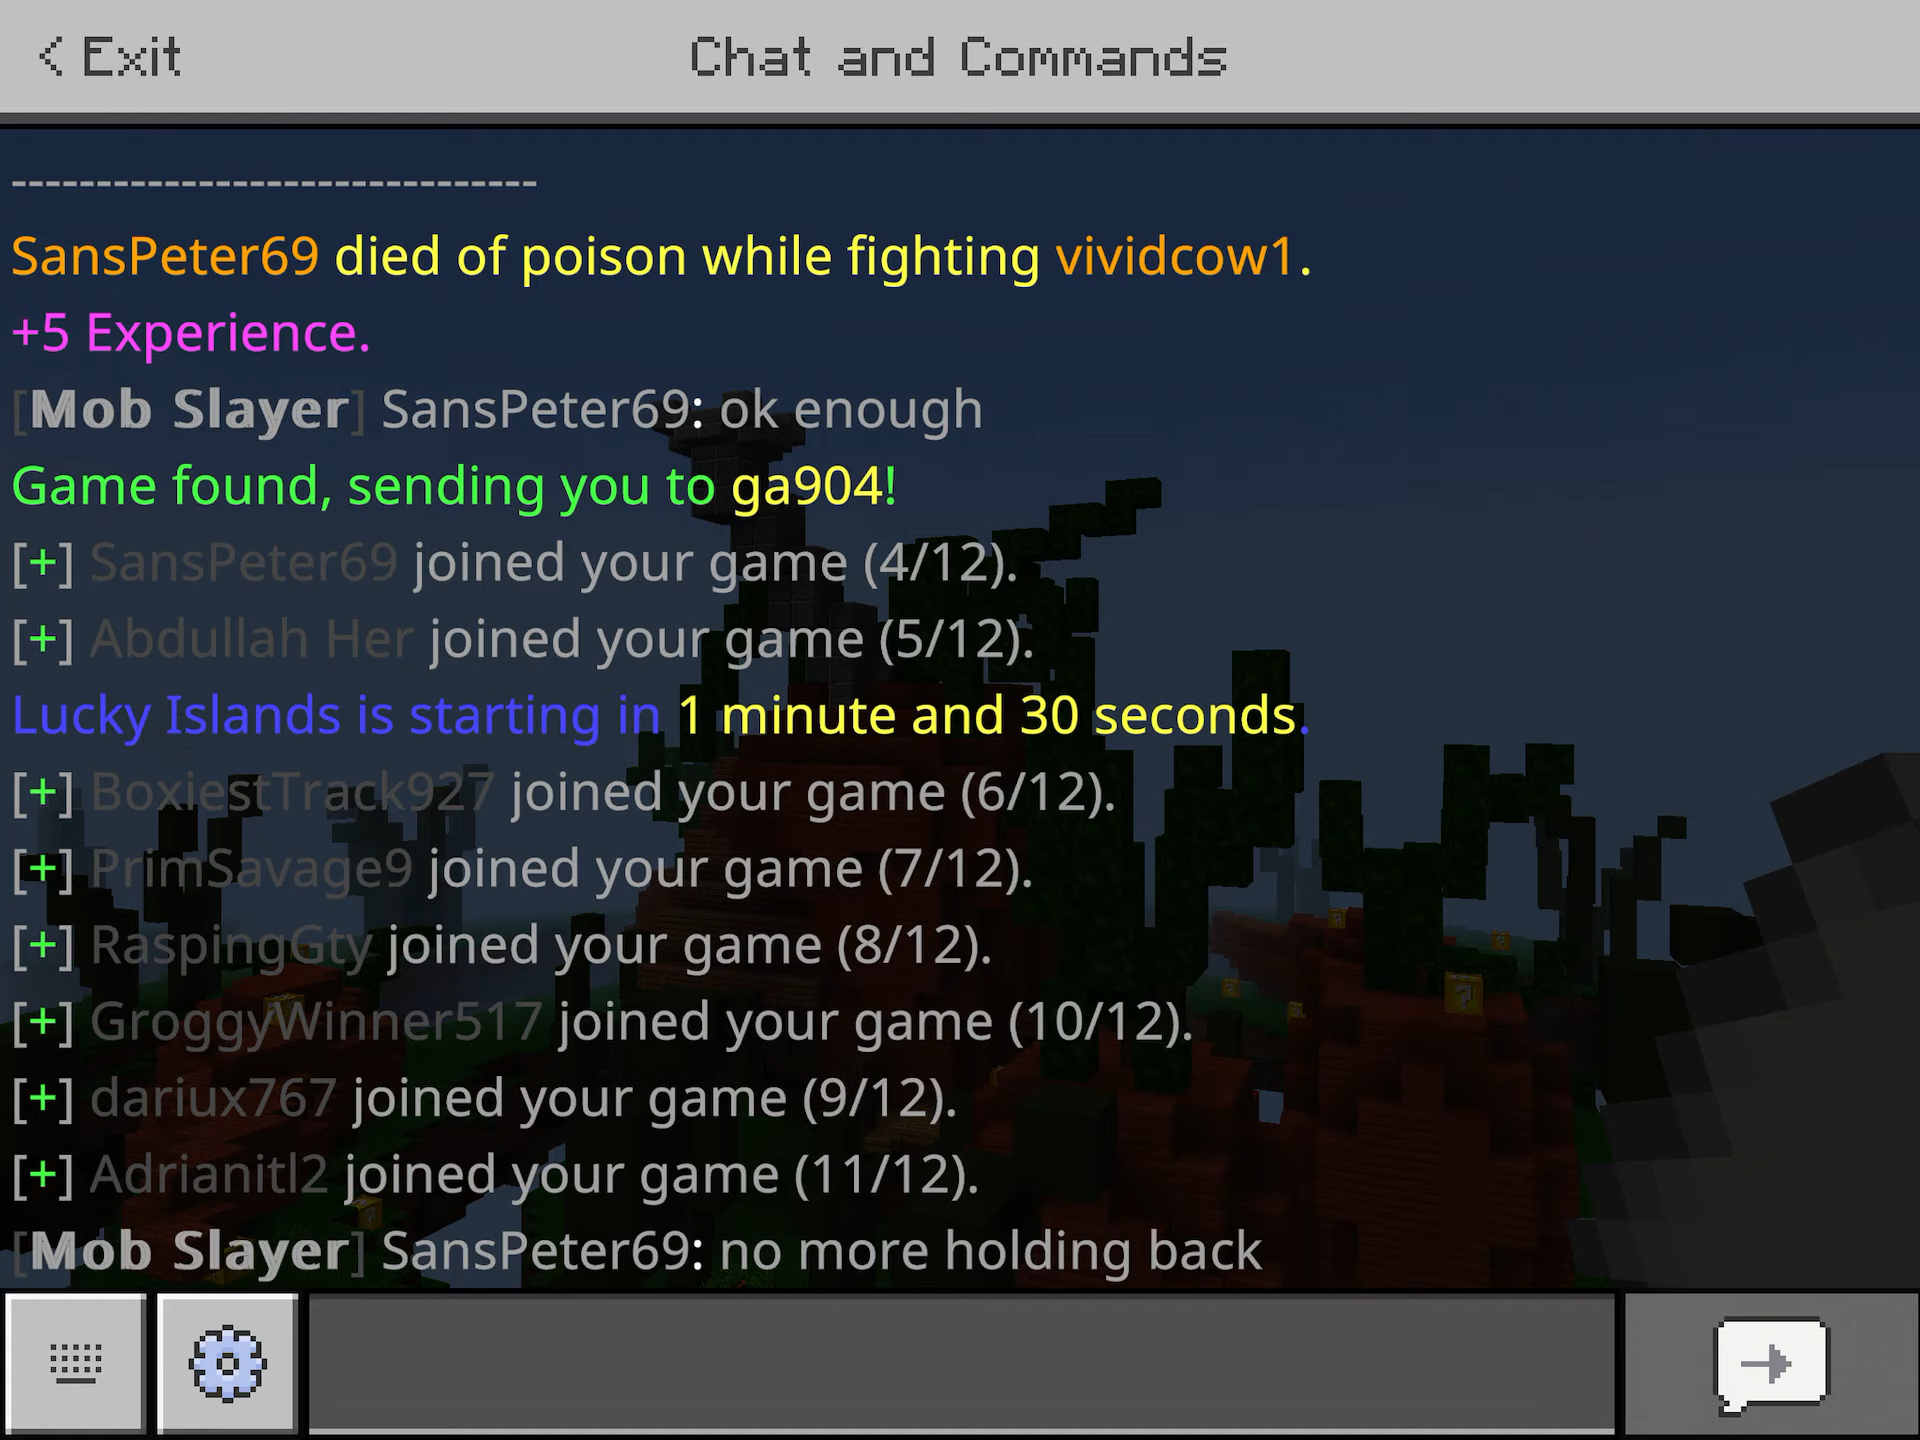 < Exit
Chat and Commands
-------------------------------
SansPeter69 died of poison while fighting vividcow1.
+5 Experience.
[Mob Slayer] SansPeter69: ok enough
Game found, sending you to ga904!
[+] SansPeter69 joined your game (4/12).
[+] Abdullah Her joined your game (5/12).
Lucky Islands is starting in 1 minute and 30 seconds.
[+] BoxiestTrack927 joined your game (6/12).
[+] PrimSavage9 joined your game (7/12).
[+] RaspingGty joined your game (8/12).
[+] GroggyWinner517 joined your game (10/12).
[+] dariux767 joined your game (9/12).
[+] Adrianitl2 joined your game (11/12).
[Mob Slayer] SansPeter69: no more holding back